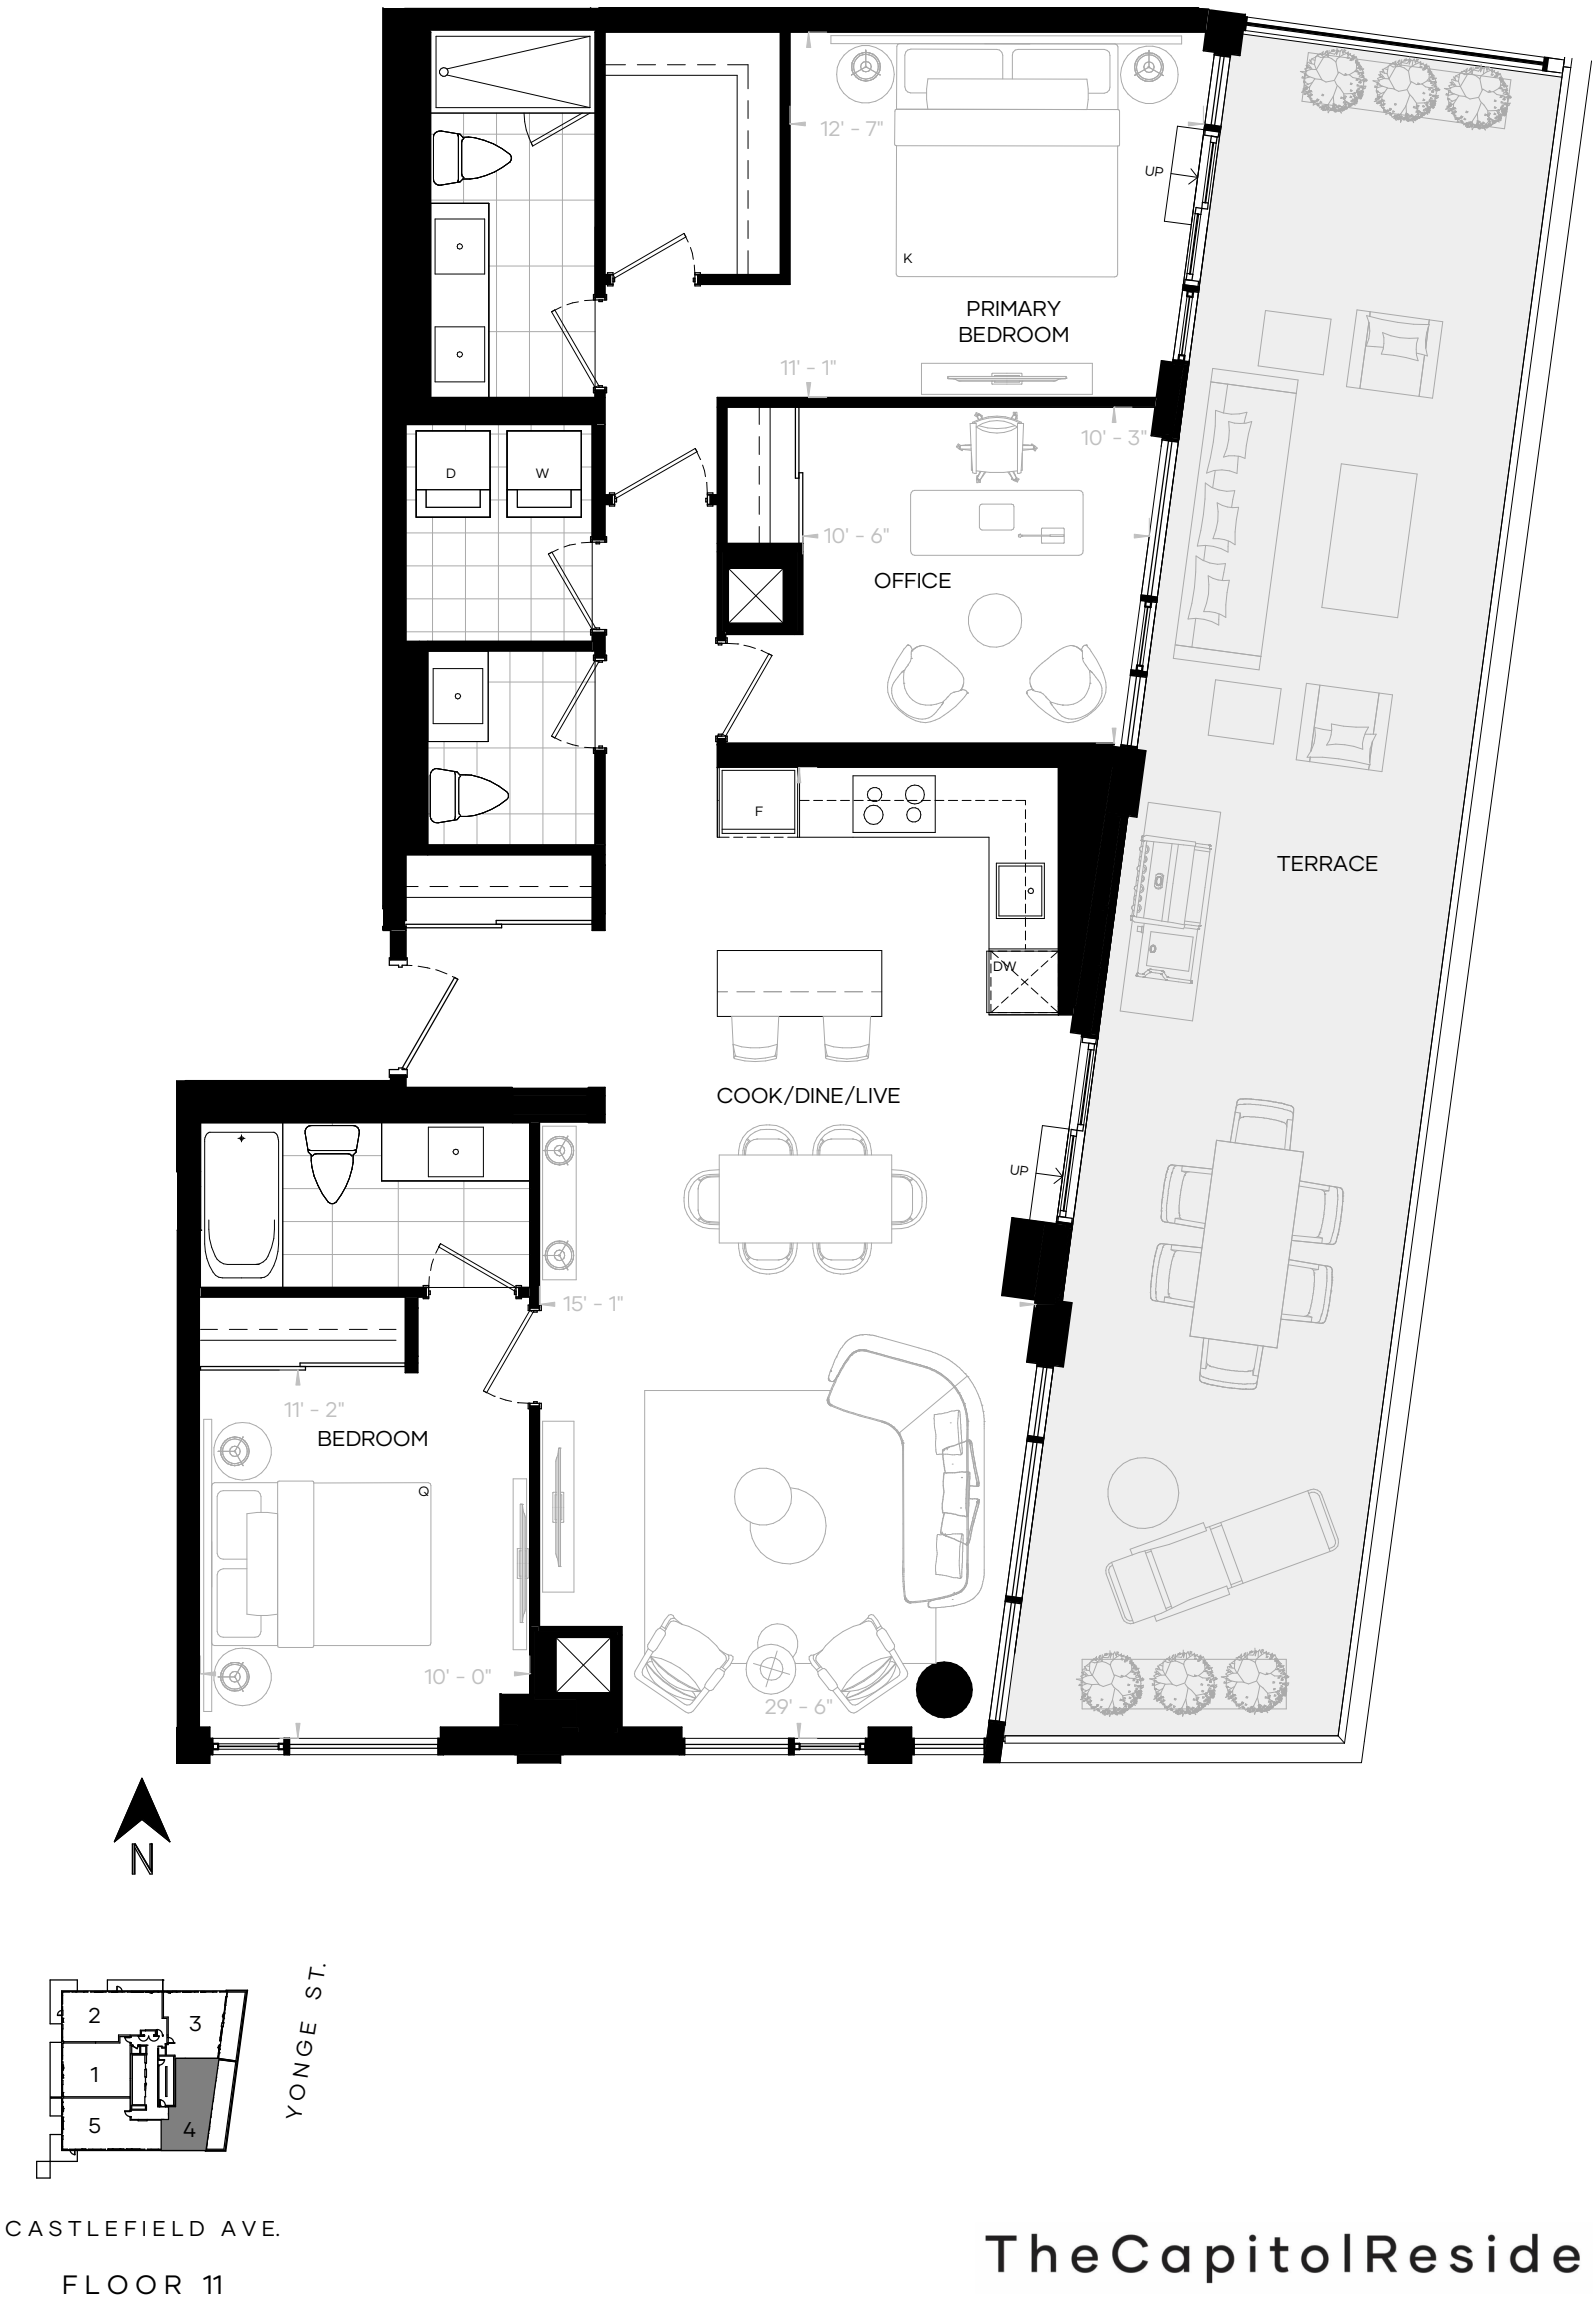 12' - 7"
UP
K
PRIMARY
BEDROOM
11' - 1"
10' - 3"
D
W
10' - 6"
OFFICE
F
TERRACE
DW
COOK/DINE/LIVE
UP
15' - 1"
11' - 2"
BEDROOM
Q
10' - 0"
29' - 6"
N
YONGE ST.
2
3
1
5
4
CASTLEFIELD AVE.
FLOOR 11
TheCapitolReside